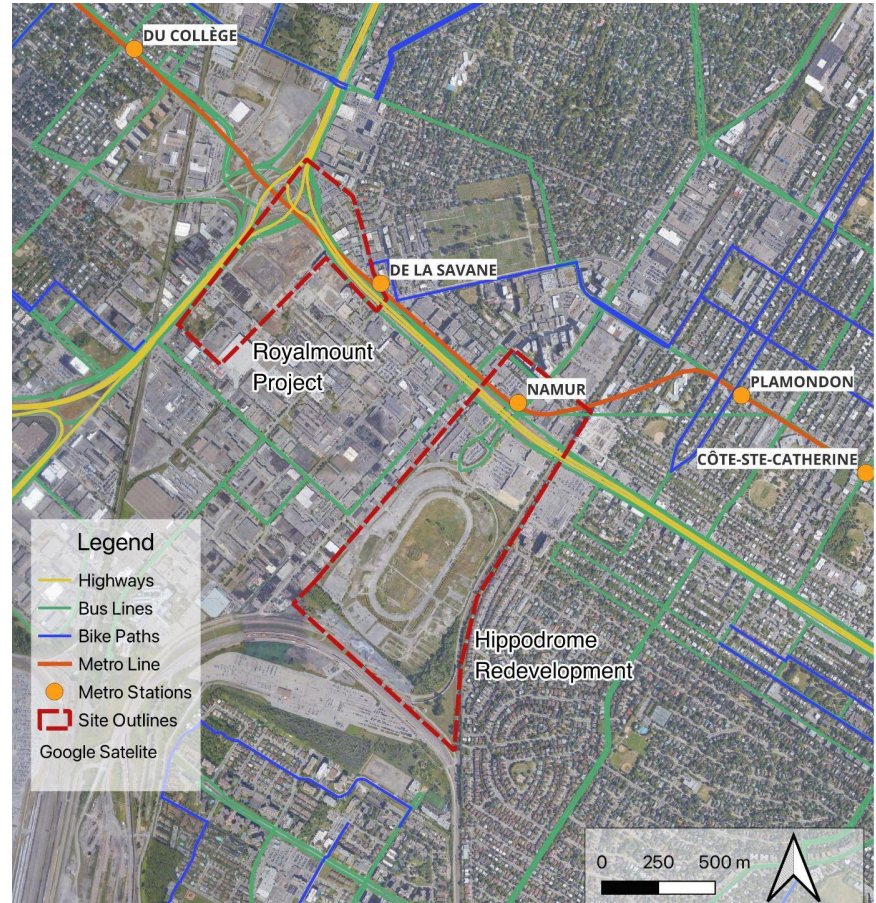 DU COLLÈGE
DE LA SAVANE
Royalmount
Project
NAMUR
PLAMONDON
CÔTE-STE-CATHERINE
Legend
Highways
Bus Lines
Bike Paths
Metro Line
Metro Stations
Site Outlines
Google Satelite
Hippodrome
Redevelopment
0 250 500 m